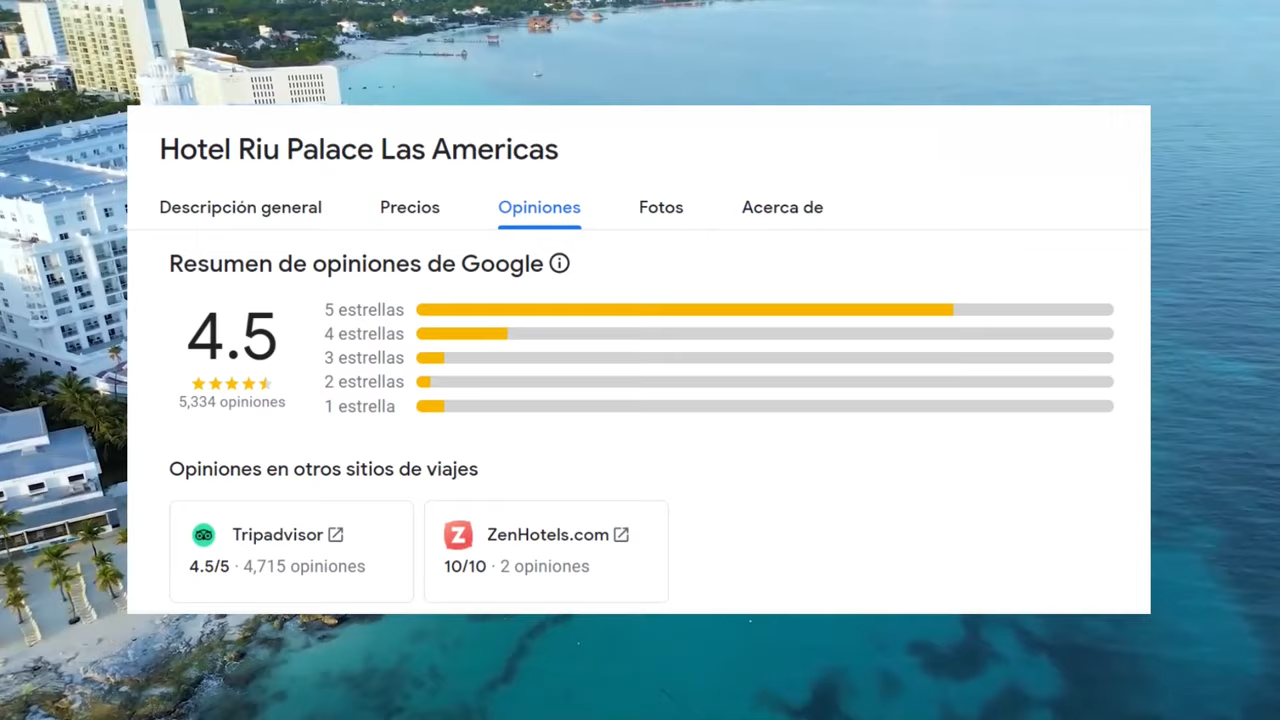 Hotel Riu Palace Las Americas
Descripción general Precios Opiniones Fotos Acerca de
Resumen de opiniones de Google
4.5
5,334 opiniones
5 estrellas
4 estrellas
3 estrellas
2 estrellas
1 estrella
Opiniones en otros sitios de viajes
Tripadvisor
4.5/5 · 4,715 opiniones
Z ZenHotels.com
10/10 · 2 opiniones